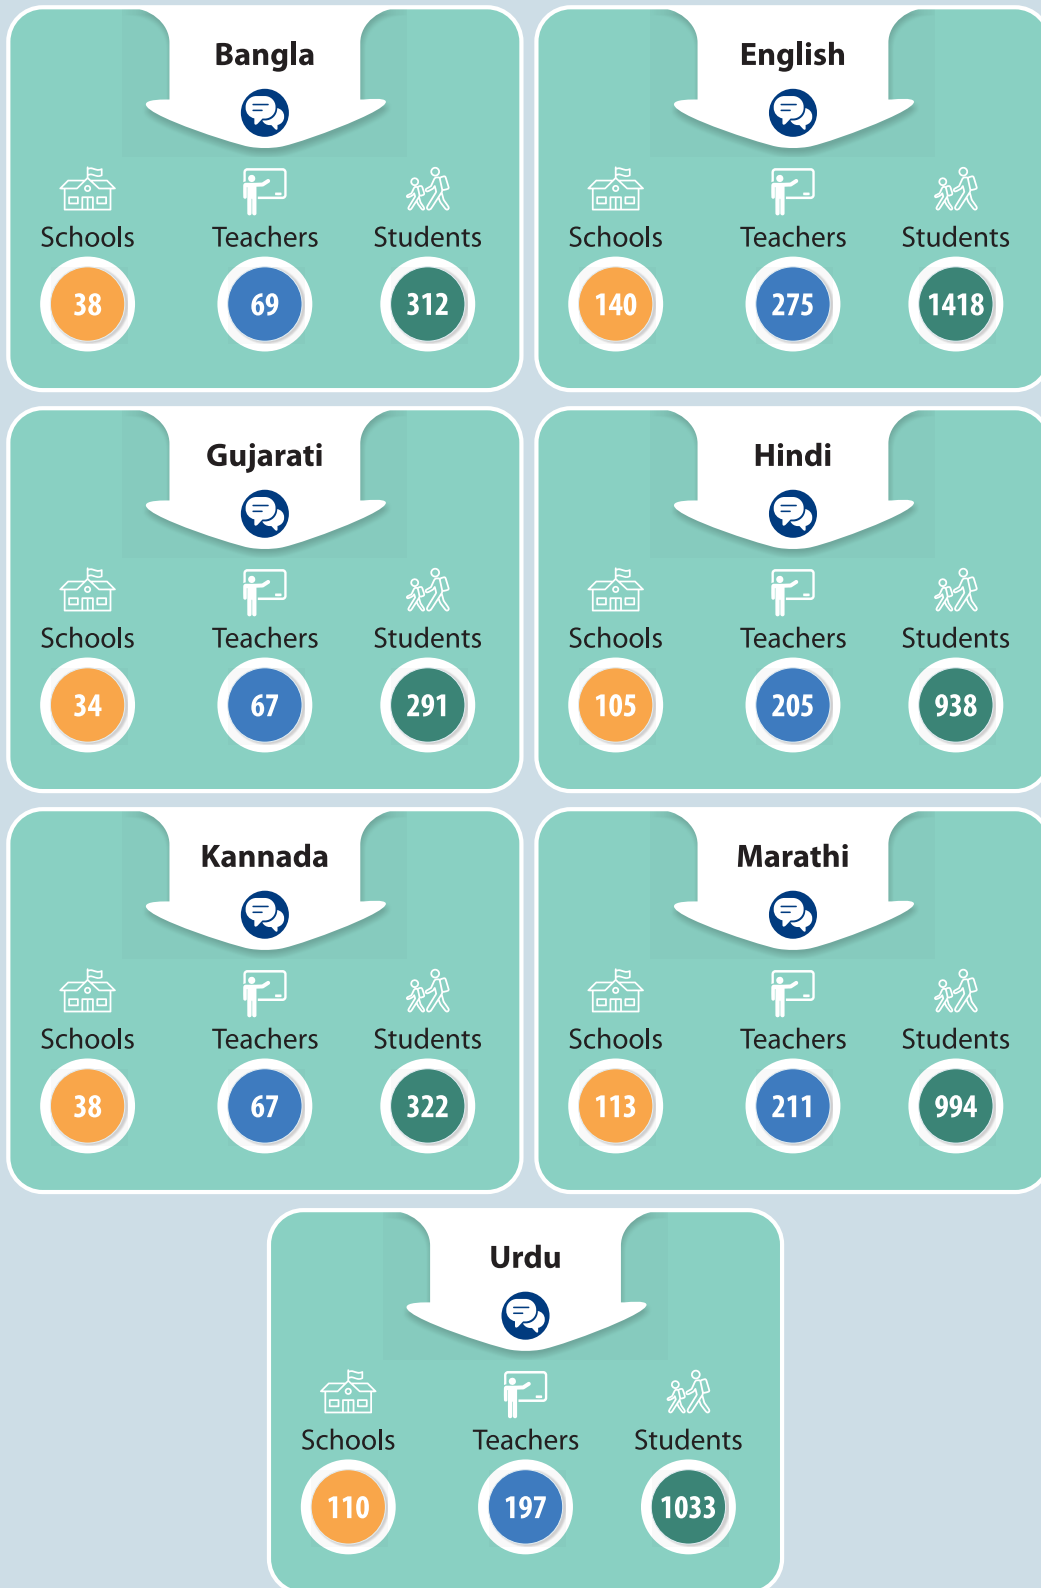 Bangla
Schools Teachers Students
38 69 312
English
Schools Teachers Students
140 275 1418
Gujarati
Schools Teachers Students
34 67 291
Hindi
Schools Teachers Students
105 205 938
Kannada
Schools Teachers Students
38 67 322
Marathi
Schools Teachers Students
113 211 994
Urdu
Schools Teachers Students
110 197 1033